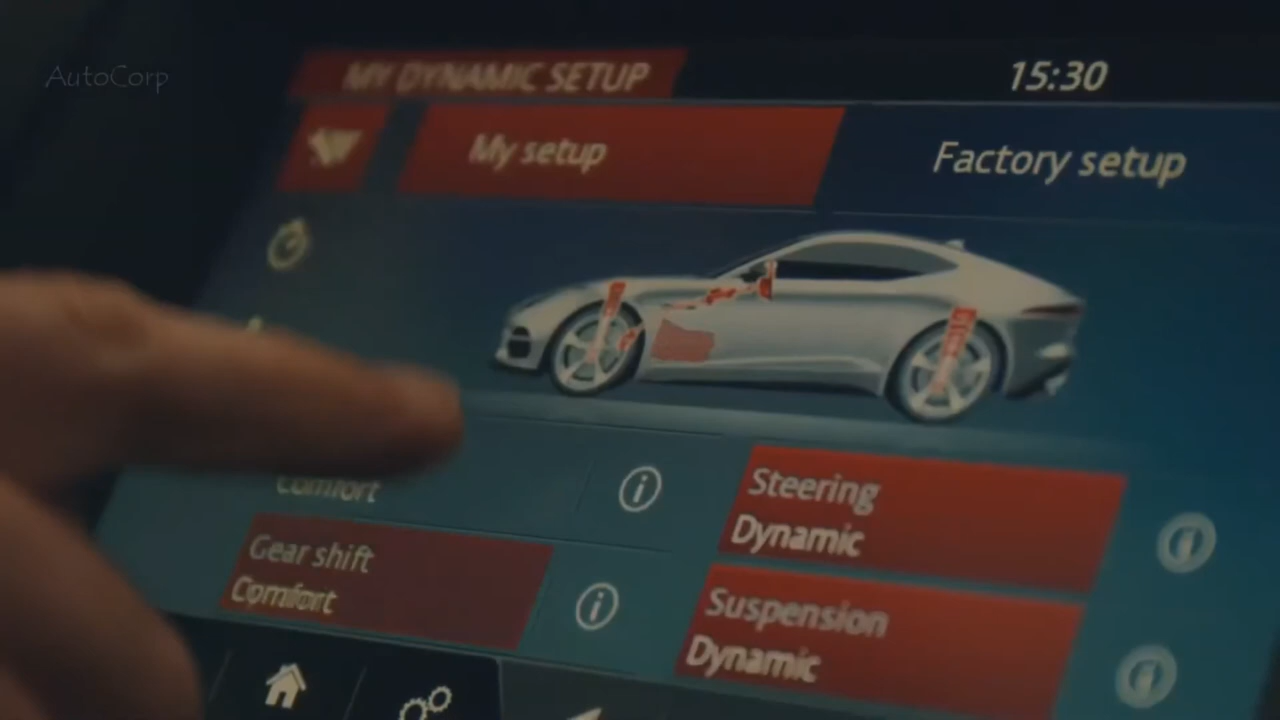 AutoCorp
MY DYNAMIC SETUP
15:30
My setup
Factory setup
Comfort
Steering
Dynamic
Gear shift
Comfort
Suspension
Dynamic